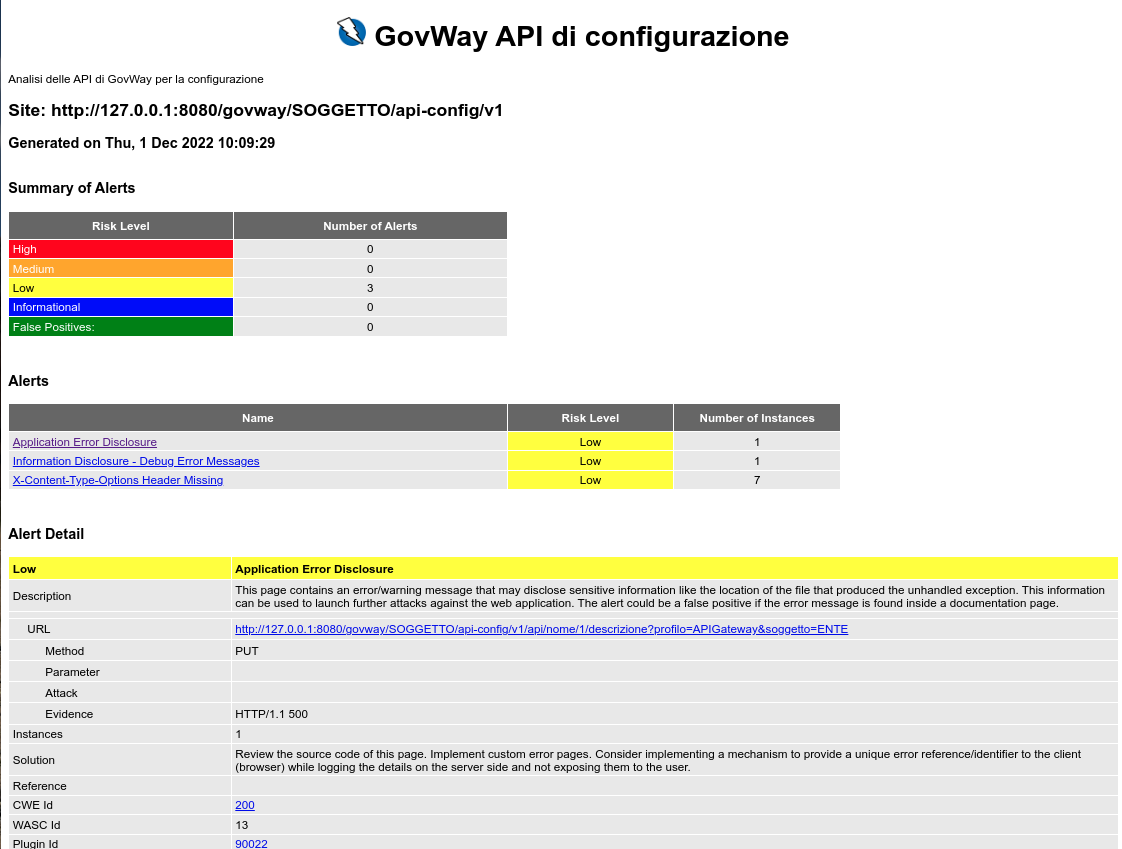 GovWay API di configurazione
Analisi delle API di GovWay per la configurazione
Site: http://127.0.0.1:8080/govway/SOGGETTO/api-config/v1
Generated on Thu, 1 Dec 2022 10:09:29
Summary of Alerts
Risk Level Number of Alerts
High 0
Medium 0
Low 3
Informational 0
False Positives: 0
Alerts
Name Risk Level Number of Instances
Application Error Disclosure Low 1
Information Disclosure - Debug Error Messages Low 1
X-Content-Type-Options Header Missing Low 7
Alert Detail
Low Application Error Disclosure
Description This page contains an error/warning message that may disclose sensitive information like the location of the file that produced the unhandled exception. This information
can be used to launch further attacks against the web application. The alert could be a false positive if the error message is found inside a documentation page.
URL http://127.0.0.1:8080/govway/SOGGETTO/api-config/v1/api/nome/1/descrizione?profilo=APIGateway&soggetto=ENTE
Method PUT
Parameter
Attack
Evidence HTTP/1.1 500
Instances 1
Solution Review the source code of this page. Implement custom error pages. Consider implementing a mechanism to provide a unique error reference/identifier to the client
(browser) while logging the details on the server side and not exposing them to the user.
Reference
CWE Id 200
WASC Id 13
Plugin Id 90022